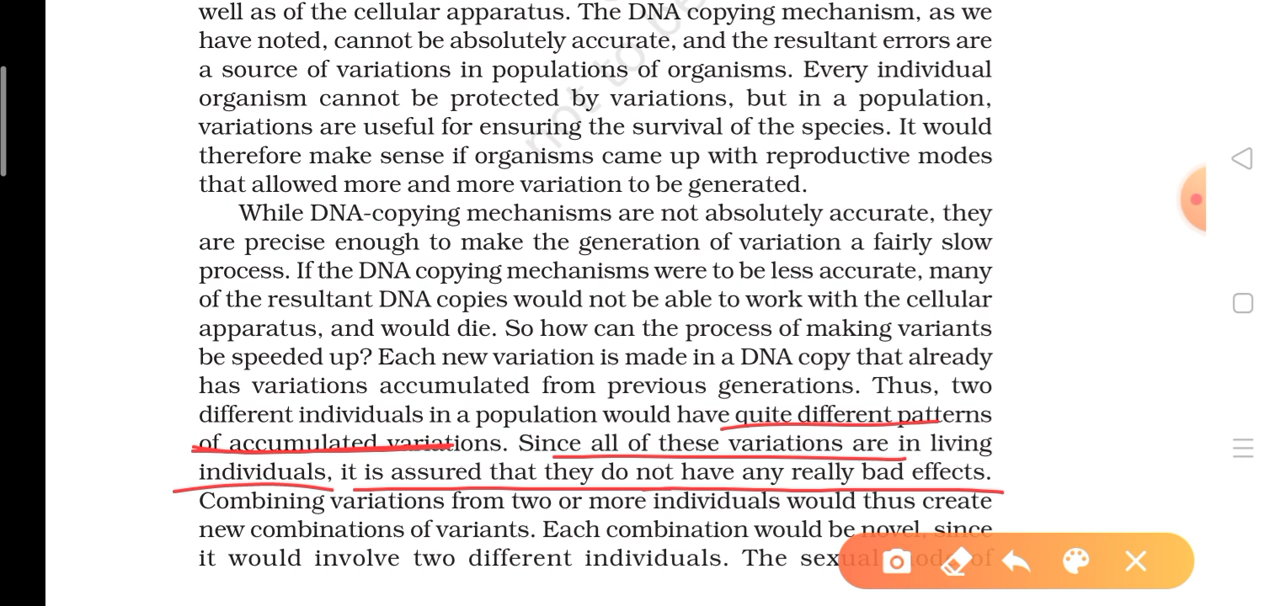 well as of the cellular apparatus. The DNA copying mechanism, as we
have noted, cannot be absolutely accurate, and the resultant errors are
a source of variations in populations of organisms. Every individual
organism cannot be protected by variations, but in a population,
variations are useful for ensuring the survival of the species. It would
therefore make sense if organisms came up with reproductive modes
that allowed more and more variation to be generated.
While DNA-copying mechanisms are not absolutely accurate, they
are precise enough to make the generation of variation a fairly slow
process. If the DNA copying mechanisms were to be less accurate, many
of the resultant DNA copies would not be able to work with the cellular
apparatus, and would die. So how can the process of making variants
be speeded up? Each new variation is made in a DNA copy that already
has variations accumulated from previous generations. Thus, two
different individuals in a population would have quite different patterns
of accumulated variations. Since all of these variations are in living
individuals, it is assured that they do not have any really bad effects.
Combining variations from two or more individuals would thus create
new combinations of variants. Each combination would be novel, since
it would involve two different individuals. The sexual mode of
not to be